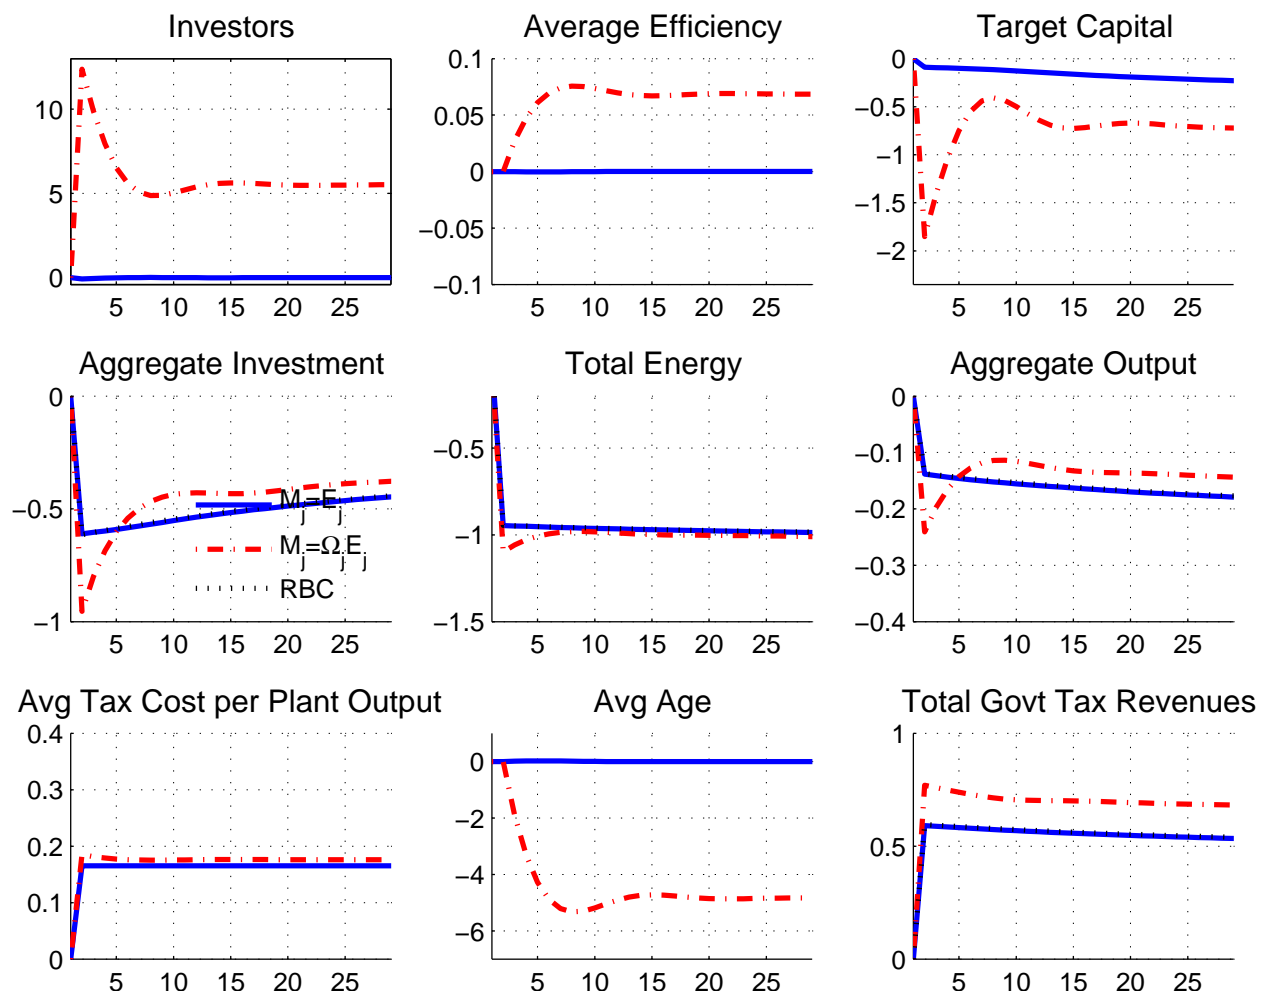 Investors
Average Efficiency
Target Capital
10
5
0
5 10 15 20 25
0.1
0.05
0
−0.05
−0.1
5 10 15 20 25
0
−0.5
−1
−1.5
−2
5 10 15 20 25
Aggregate Investment
Total Energy
Aggregate Output
0
−0.5
−1
M_j=E_j
M_j=Ω_jE_j
RBC
5 10 15 20 25
−0.5
−1
−1.5
5 10 15 20 25
0
−0.1
−0.2
−0.3
−0.4
5 10 15 20 25
Avg Tax Cost per Plant Output
Avg Age
Total Govt Tax Revenues
0.4
0.3
0.2
0.1
0
5 10 15 20 25
0
−2
−4
−6
5 10 15 20 25
1
0.5
0
5 10 15 20 25